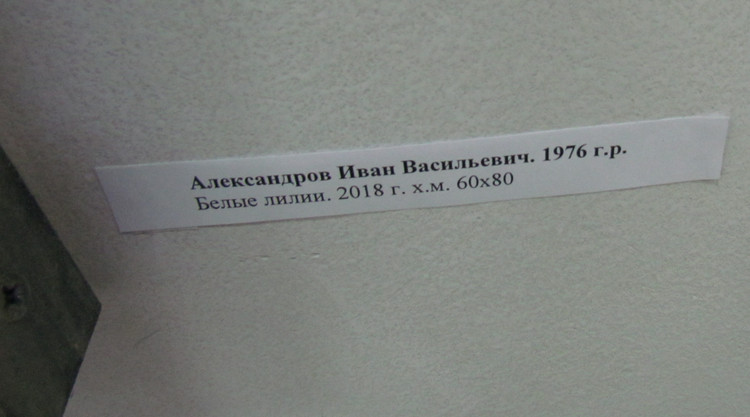 Александров Иван Васильевич. 1976 г.р.
Белые лилии. 2018 г. х.м. 60х80